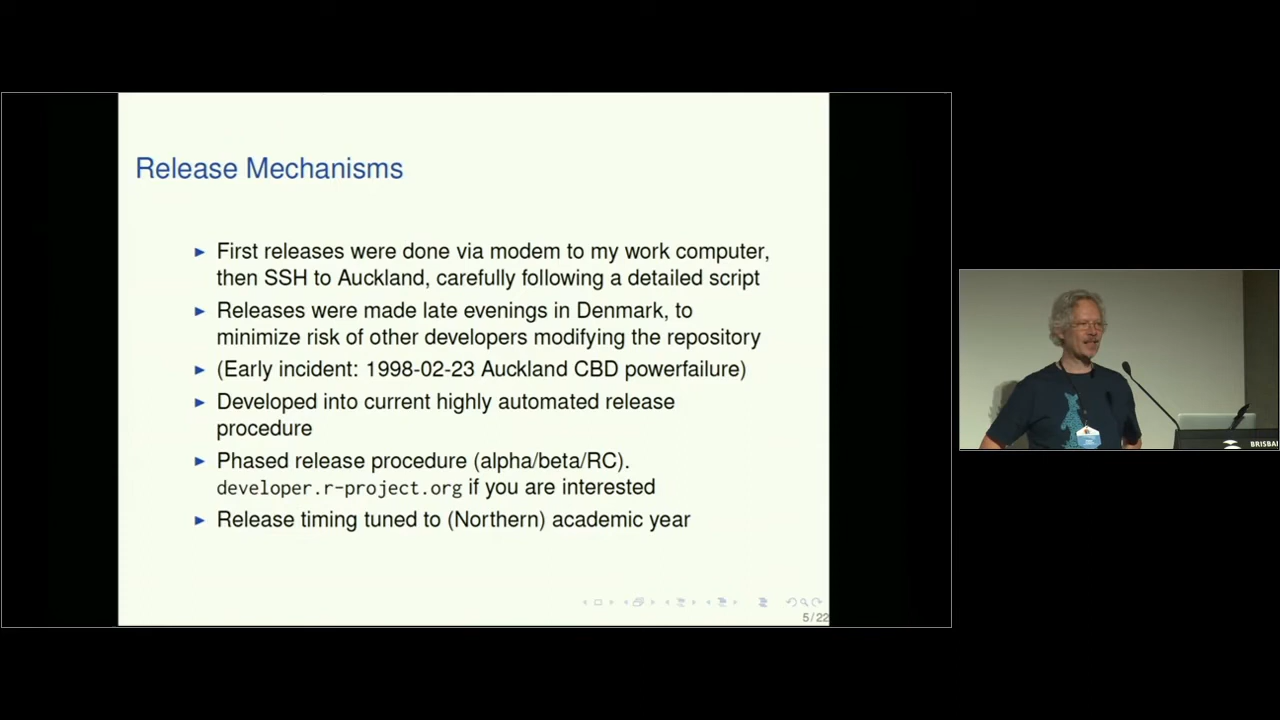 Release Mechanisms
First releases were done via modem to my work computer,
then SSH to Auckland, carefully following a detailed script
Releases were made late evenings in Denmark, to
minimize risk of other developers modifying the repository
(Early incident: 1998-02-23 Auckland CBD powerfailure)
Developed into current highly automated release
procedure
Phased release procedure (alpha/beta/RC).
developer.r-project.org if you are interested
Release timing tuned to (Northern) academic year
5/22
BRISBA